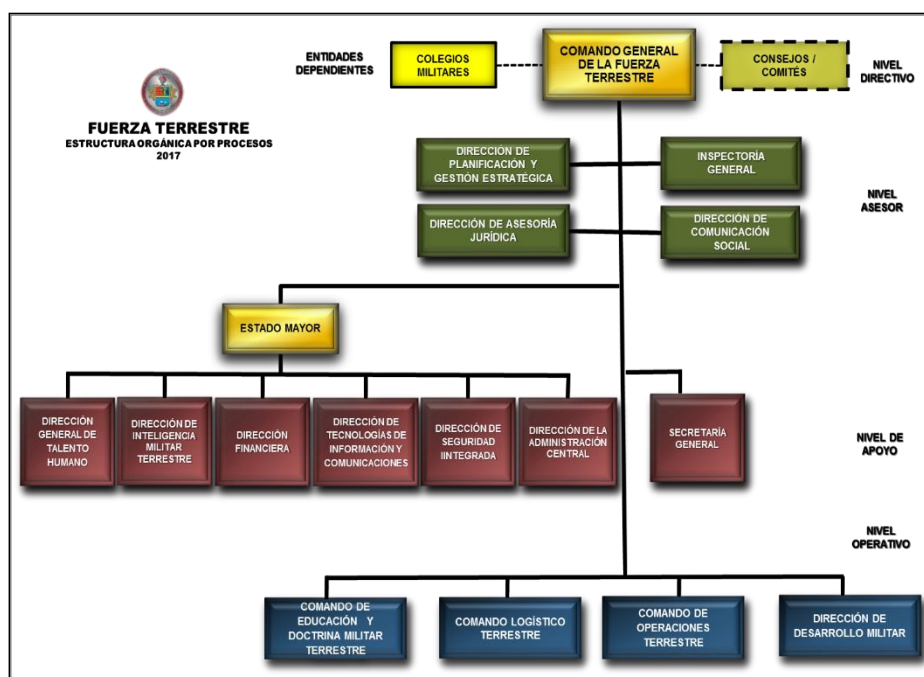 ENTIDADES
DEPENDIENTES
COLEGIOS
MILITARES
COMANDO GENERAL
DE LA FUERZA
TERRESTRE
CONSEJOS /
COMITÉS
NIVEL
DIRECTIVO
FUERZA TERRESTRE
ESTRUCTURA ORGÁNICA POR PROCESOS
2017
DIRECCIÓN DE
PLANIFICACIÓN Y
GESTIÓN ESTRATÉGICA
INSPECTORÍA
GENERAL
NIVEL
ASESOR
DIRECCIÓN DE ASESORÍA
JURÍDICA
DIRECCIÓN DE
COMUNICACIÓN
SOCIAL
ESTADO MAYOR
DIRECCIÓN
GENERAL DE
TALENTO
HUMANO
DIRECCIÓN DE
INTELIGENCIA
MILITAR
TERRESTRE
DIRECCIÓN
FINANCIERA
DIRECCIÓN DE
TECNOLOGÍAS DE
INFORMACIÓN Y
COMUNICACIONES
DIRECCIÓN DE
SEGURIDAD
IINTEGRADA
DIRECCIÓN DE LA
ADMINISTRACIÓN
CENTRAL
SECRETARÍA
GENERAL
NIVEL DE
APOYO
NIVEL
OPERATIVO
COMANDO DE
EDUCACIÓN Y
DOCTRINA MILITAR
TERRESTRE
COMANDO LOGÍSTICO
TERRESTRE
COMANDO DE
OPERACIONES
TERRESTRE
DIRECCIÓN DE
DESARROLLO MILITAR